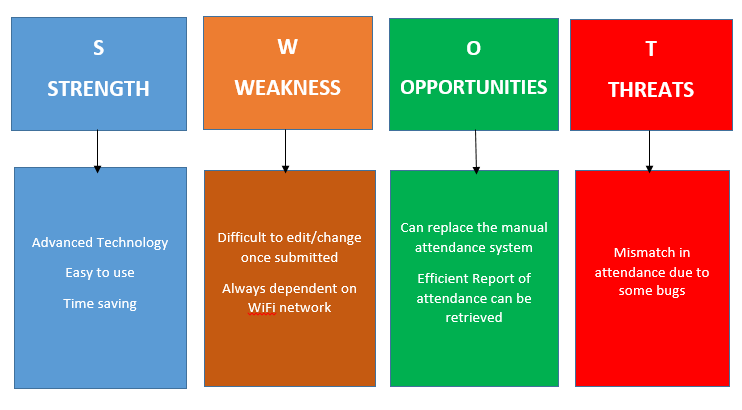 S
STRENGTH
W
WEAKNESS
O
OPPORTUNITIES
T
THREATS
Advanced Technology
Easy to use
Time saving
Difficult to edit/change
once submitted
Always dependent on
WiFi network
Can replace the manual
attendance system
Efficient Report of
attendance can be
retrieved
Mismatch in
attendance due to
some bugs